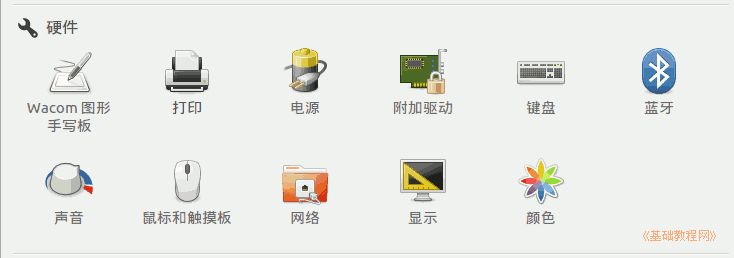 硬件
Wacom 图形
手写板
打印
电源
附加驱动
键盘
蓝牙
声音
鼠标和触摸板
网络
显示
颜色
《基础教程网》